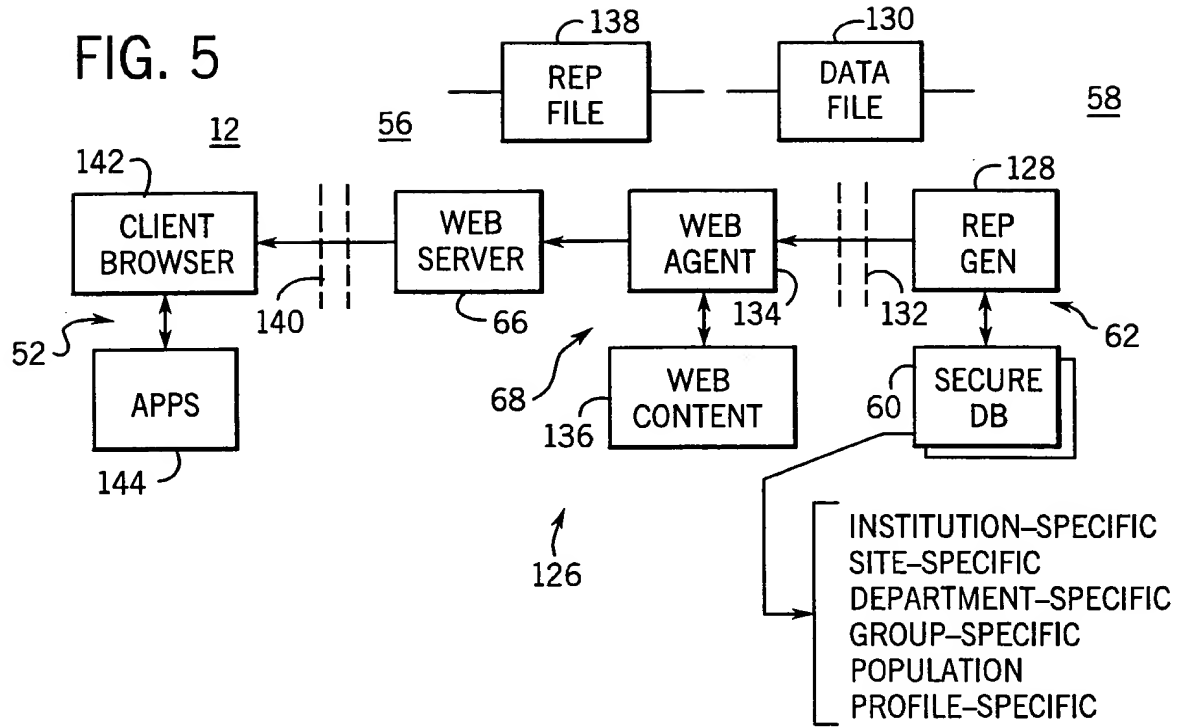 FIG. 5
138
130
REP
FILE
DATA
FILE
12
56
58
142
128
CLIENT
BROWSER
WEB
SERVER
WEB
AGENT
REP
GEN
140
66
134
132
62
52
68
60
APPS
WEB
CONTENT
SECURE
DB
136
144
126
INSTITUTION–SPECIFIC
SITE–SPECIFIC
DEPARTMENT–SPECIFIC
GROUP–SPECIFIC
POPULATION
PROFILE–SPECIFIC